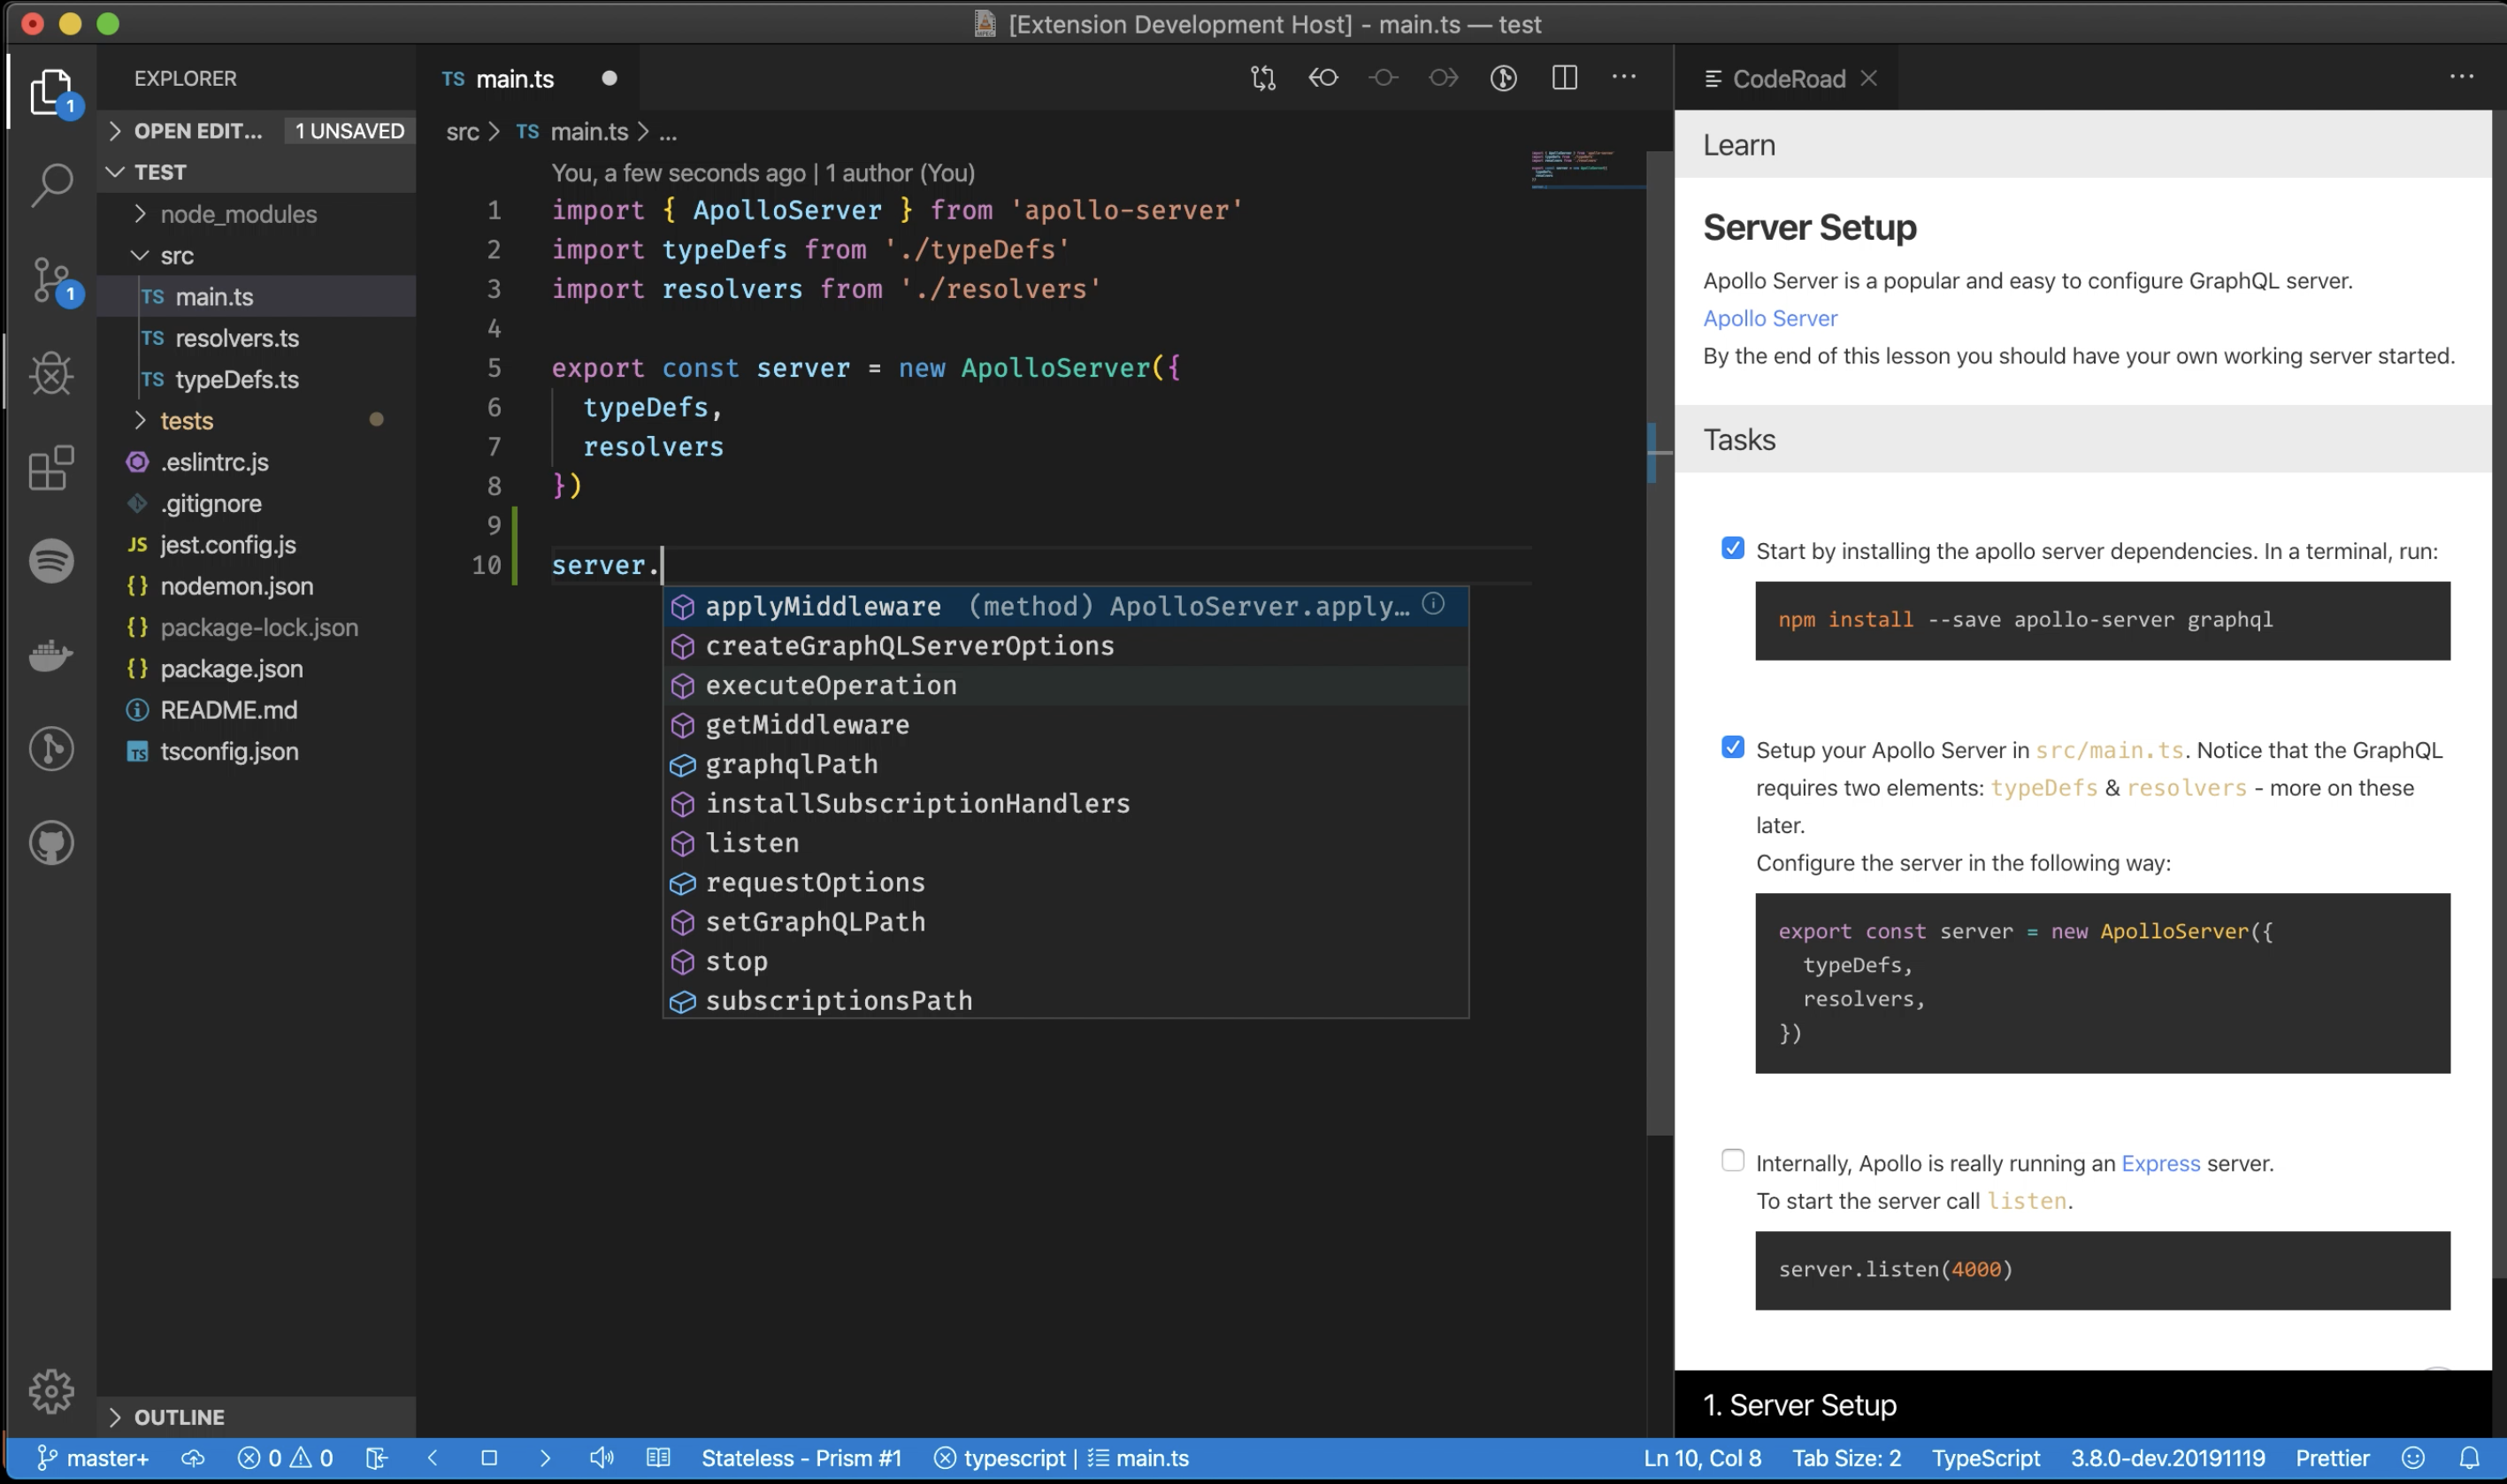 [Extension Development Host] - main.ts — test
EXPLORER
OPEN EDIT... 1 UNSAVED
TEST
node_modules
src
TS main.ts
TS resolvers.ts
TS typeDefs.ts
tests
.eslintrc.js
.gitignore
JS jest.config.js
{} nodemon.json
{} package-lock.json
{} package.json
README.md
TS tsconfig.json
OUTLINE
1
1
TS main.ts
src > TS main.ts > ...
You, a few seconds ago | 1 author (You)
1 import { ApolloServer } from 'apollo-server'
2 import typeDefs from './typeDefs'
3 import resolvers from './resolvers'
4
5 export const server = new ApolloServer({
6 typeDefs,
7 resolvers
8 })
9
10 server.
applyMiddleware (method) ApolloServer.apply...
createGraphQLServerOptions
executeOperation
getMiddleware
graphqlPath
installSubscriptionHandlers
listen
requestOptions
setGraphQLPath
stop
subscriptionsPath
CodeRoad
Learn
Server Setup
Apollo Server is a popular and easy to configure GraphQL server.
Apollo Server
By the end of this lesson you should have your own working server started.
Tasks
Start by installing the apollo server dependencies. In a terminal, run:
npm install --save apollo-server graphql
Setup your Apollo Server in src/main.ts. Notice that the GraphQL
requires two elements: typeDefs & resolvers - more on these
later.
Configure the server in the following way:
export const server = new ApolloServer({
typeDefs,
resolvers,
})
Internally, Apollo is really running an Express server.
To start the server call listen.
server.listen(4000)
1. Server Setup
master+ 0 0 Stateless - Prism #1 typescript | main.ts Ln 10, Col 8 Tab Size: 2 TypeScript 3.8.0-dev.20191119 Prettier